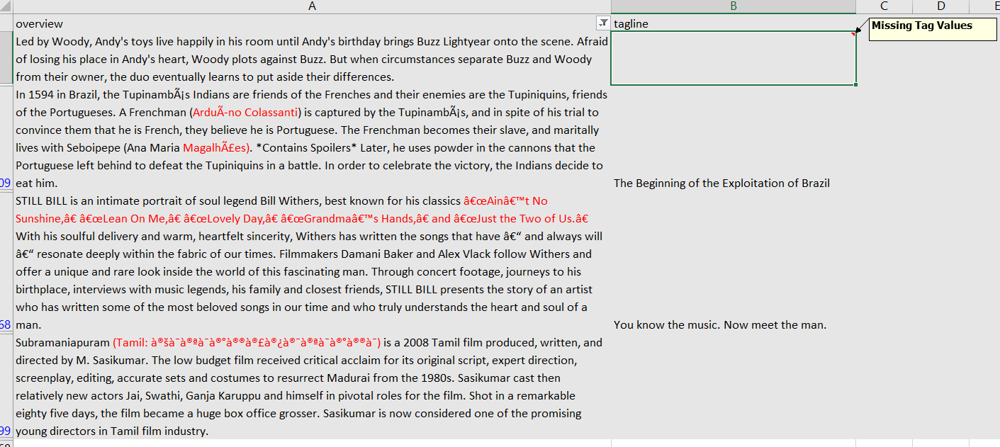 A B C D E
overview tagline Missing Tag Values
Led by Woody, Andy's toys live happily in his room until Andy's birthday brings Buzz Lightyear onto the scene. Afraid
of losing his place in Andy's heart, Woody plots against Buzz. But when circumstances separate Buzz and Woody
from their owner, the duo eventually learns to put aside their differences.
In 1594 in Brazil, the TupinambÃ¡s Indians are friends of the Frenches and their enemies are the Tupiniquins, friends
of the Portugueses. A Frenchman (ArduÃ-no Colassanti) is captured by the TupinambÃ¡s, and in spite of his trial to
convince them that he is French, they believe he is Portuguese. The Frenchman becomes their slave, and maritally
lives with Seboipepe (Ana Maria MagalhÃ£es). *Contains Spoilers* Later, he uses powder in the cannons that the
Portuguese left behind to defeat the Tupiniquins in a battle. In order to celebrate the victory, the Indians decide to
09 eat him. The Beginning of the Exploitation of Brazil
STILL BILL is an intimate portrait of soul legend Bill Withers, best known for his classics â€œAinâ€™t No
Sunshine,â€ â€œLean On Me,â€ â€œLovely Day,â€ â€œGrandmaâ€™s Hands,â€ and â€œJust the Two of Us.â€
With his soulful delivery and warm, heartfelt sincerity, Withers has written the songs that have â€“ and always will
â€“ resonate deeply within the fabric of our times. Filmmakers Damani Baker and Alex Vlack follow Withers and
offer a unique and rare look inside the world of this fascinating man. Through concert footage, journeys to his
birthplace, interviews with music legends, his family and closest friends, STILL BILL presents the story of an artist
who has written some of the most beloved songs in our time and who truly understands the heart and soul of a
68 man. You know the music. Now meet the man.
Subramaniapuram (Tamil: à®šà¯à®ªà¯à®°à®®à®£à®¿à®¯à®ªà¯à®°à®®à¯) is a 2008 Tamil film produced, written, and
directed by M. Sasikumar. The low budget film received critical acclaim for its original script, expert direction,
screenplay, editing, accurate sets and costumes to resurrect Madurai from the 1980s. Sasikumar cast then
relatively new actors Jai, Swathi, Ganja Karuppu and himself in pivotal roles for the film. Shot in a remarkable
eighty five days, the film became a huge box office grosser. Sasikumar is now considered one of the promising
99 young directors in Tamil film industry.